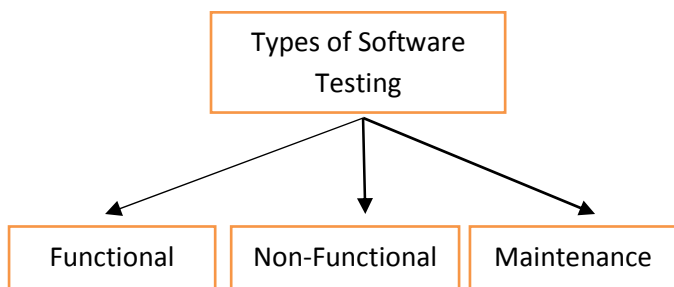 Types of Software
Testing
Functional
Non-Functional
Maintenance